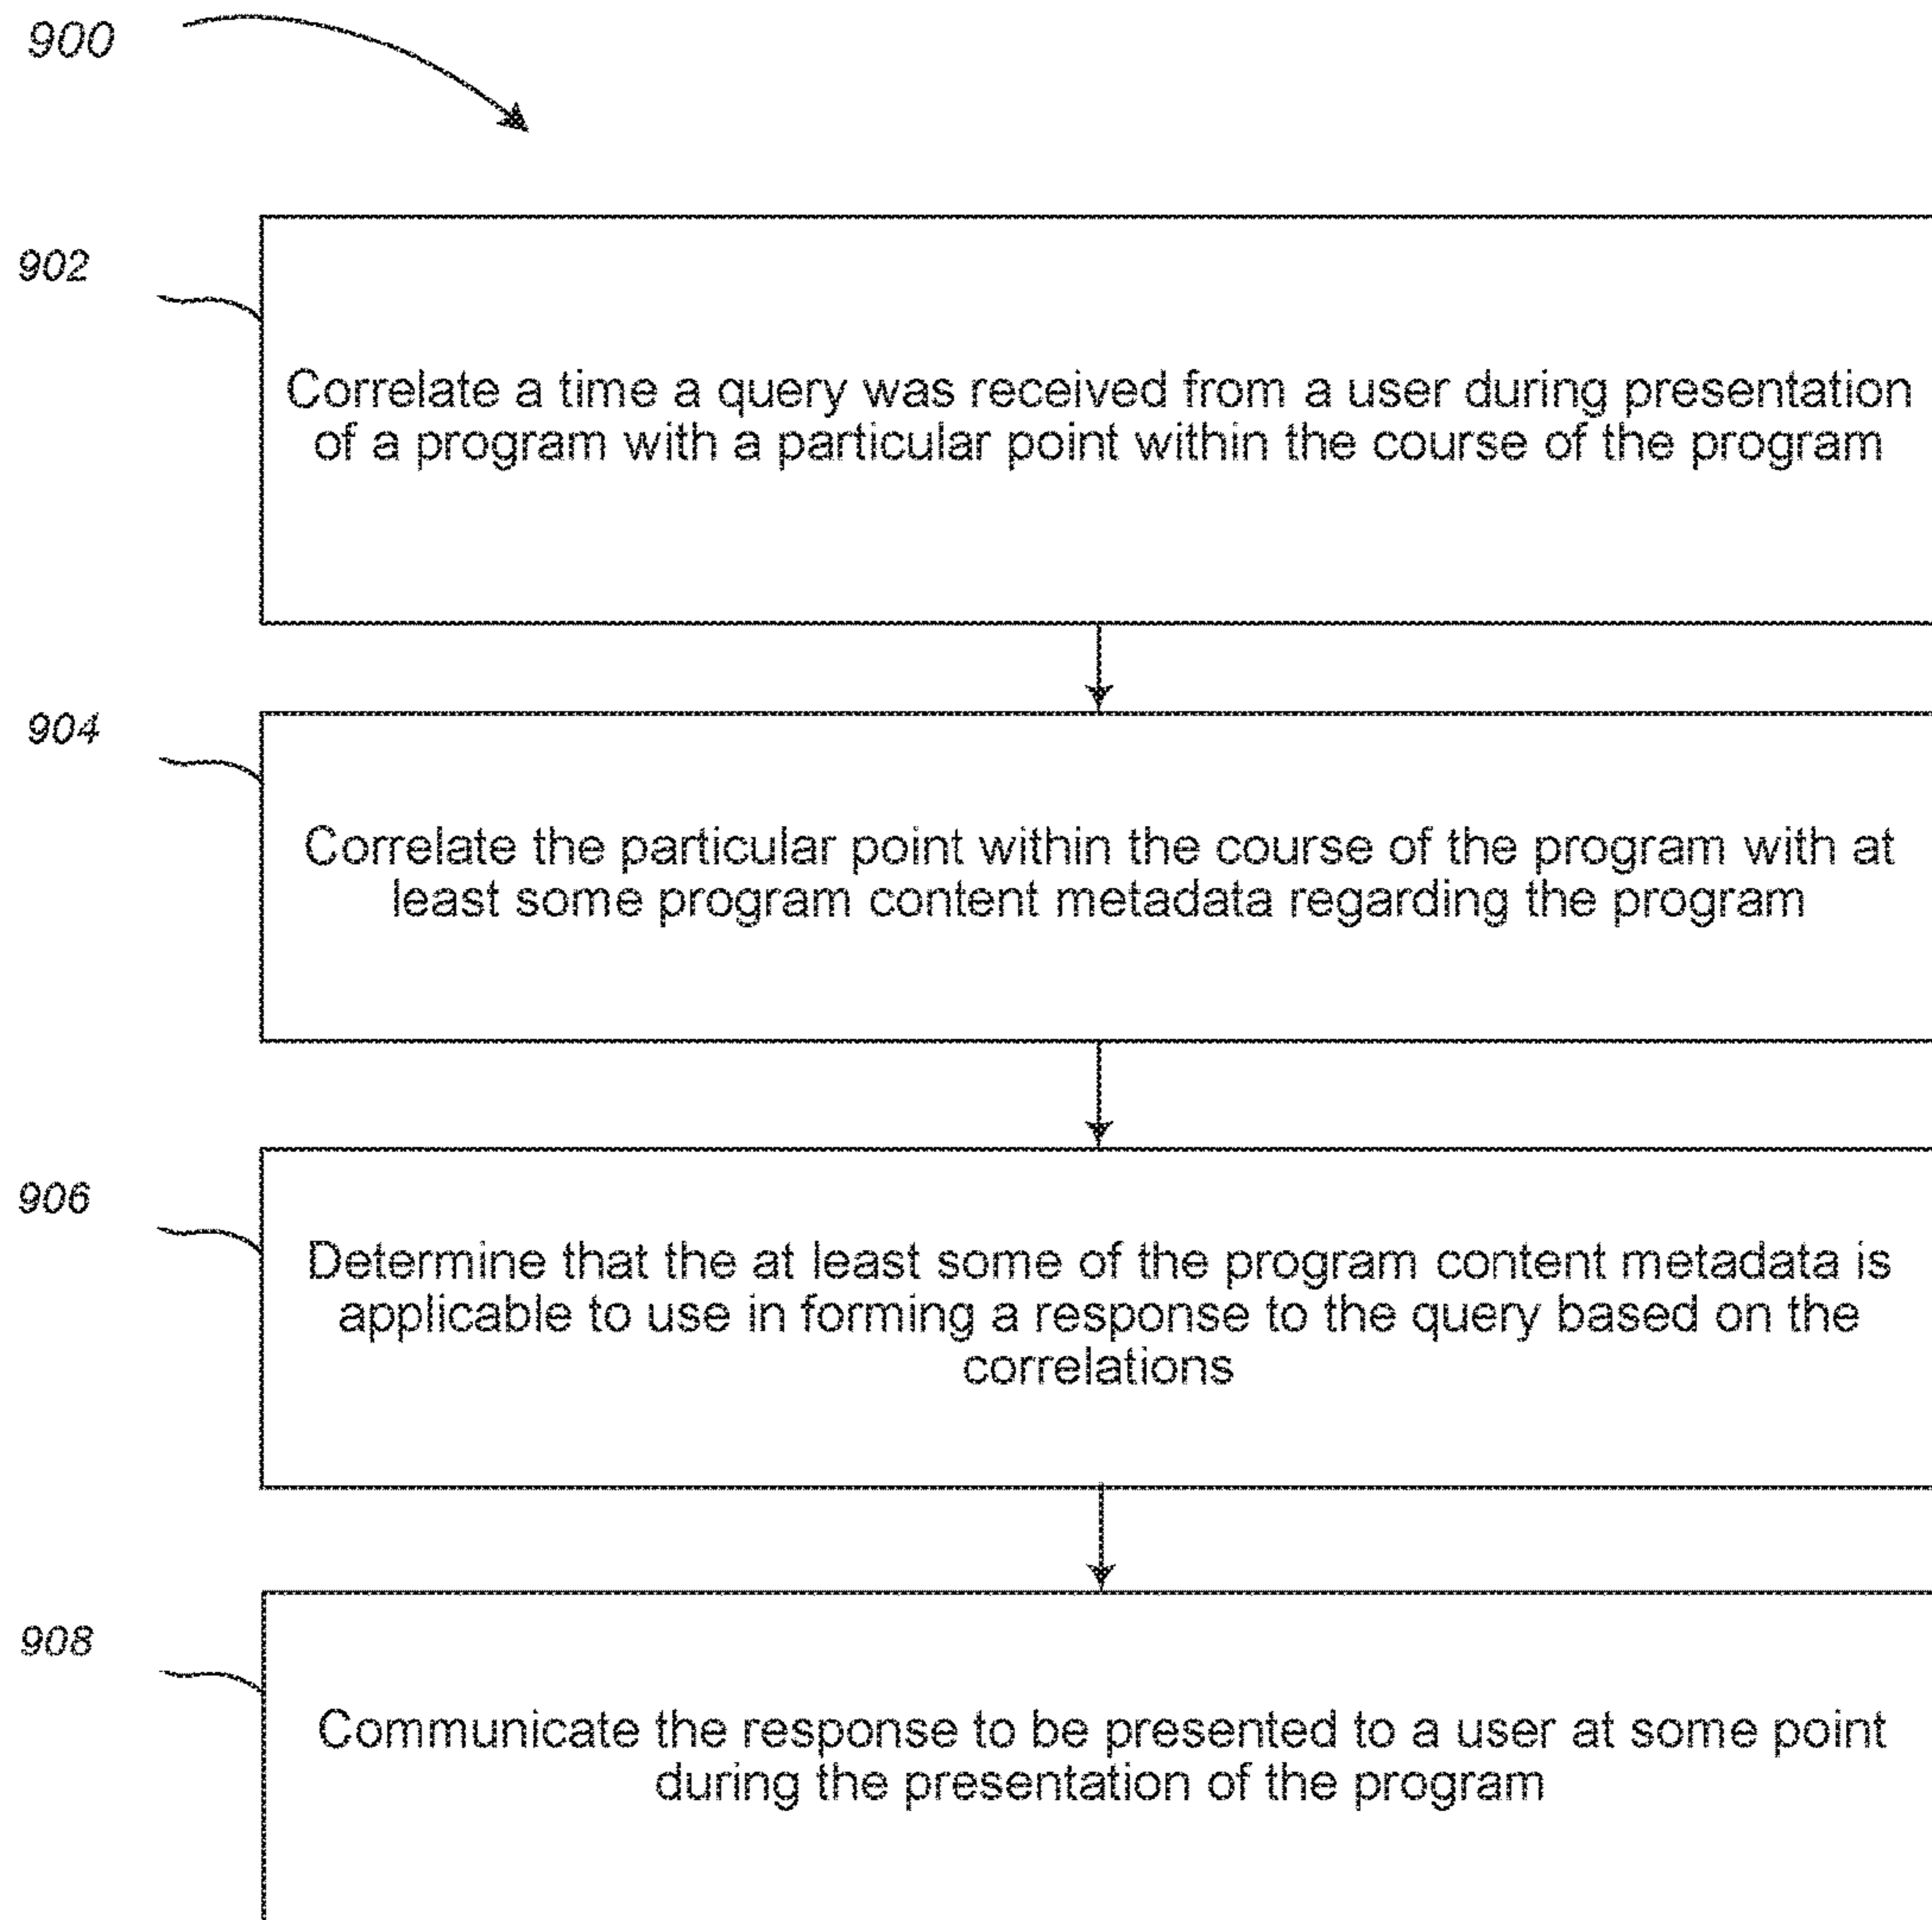 900
902
Correlate a time a query was received from a user during presentation
of a program with a particular point within the course of the program
904
Correlate the particular point within the course of the program with at
least some program content metadata regarding the program
906
Determine that the at least some of the program content metadata is
applicable to use in forming a response to the query based on the
correlations
908
Communicate the response to be presented to a user at some point
during the presentation of the program